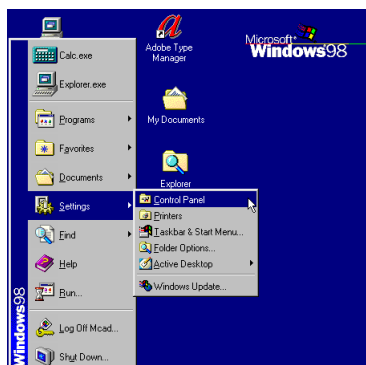 Adobe Type
Manager
Microsoft
Windows98
Calc.exe
Explorer.exe
Programs
My Documents
Favorites
Documents
Explorer
Settings
Control Panel
Printers
Taskbar & Start Menu...
Folder Options...
Active Desktop
Windows Update...
Find
Help
Run...
Log Off Mcad...
Shut Down...
Windows98